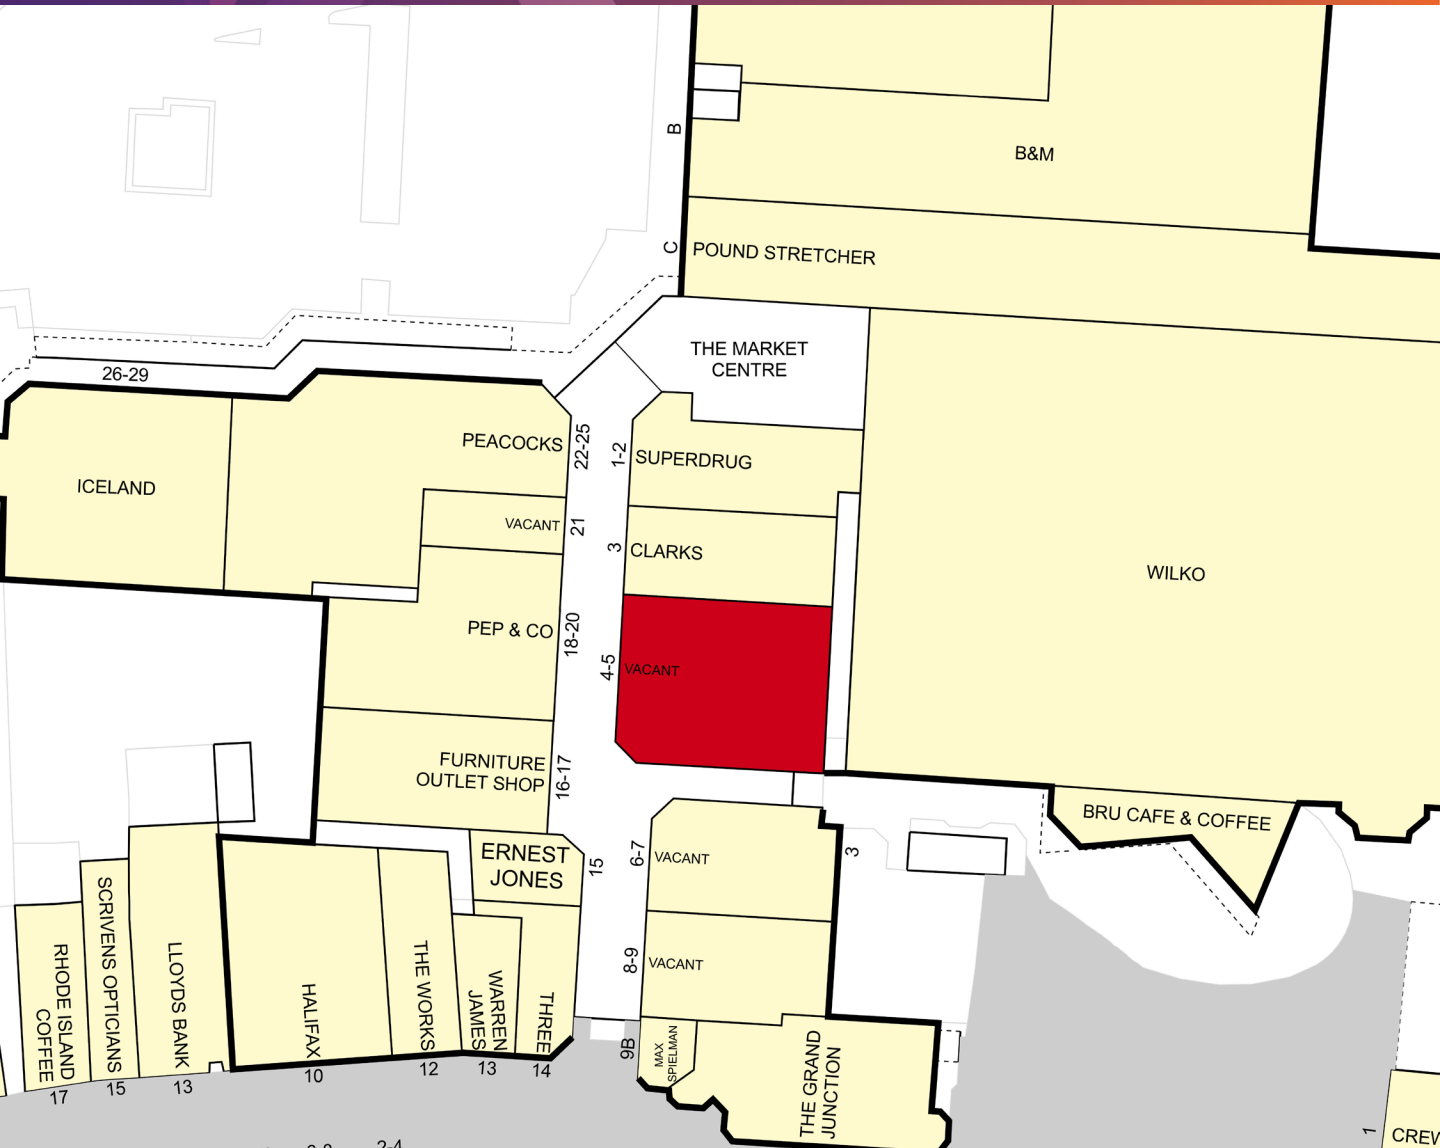 B
B&M
C
POUND STRETCHER
THE MARKET
CENTRE
26-29
PEACOCKS
22-25
1-2
SUPERDRUG
ICELAND
VACANT
21
3
CLARKS
WILKO
PEP & CO
18-20
4-5
VACANT
FURNITURE
OUTLET SHOP
16-17
BRU CAFE & COFFEE
ERNEST
JONES
15
6-7
VACANT
3
SCRIVENS OPTICIANS
RHODE ISLAND
COFFEE
LLOYDS BANK
HALIFAX
THE WORKS
WARREN
JAMES
THREE
8-9
VACANT
9B
MAX
SPIELMAN
THE GRAND
JUNCTION
17
15
13
10
12
13
14
2-4
1
CREW